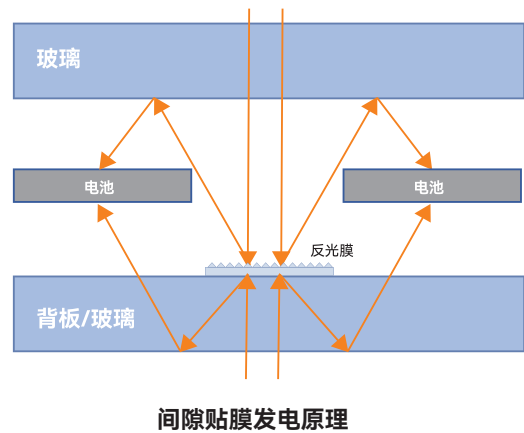 玻璃
电池
电池
反光膜
背板/玻璃
间隙贴膜发电原理